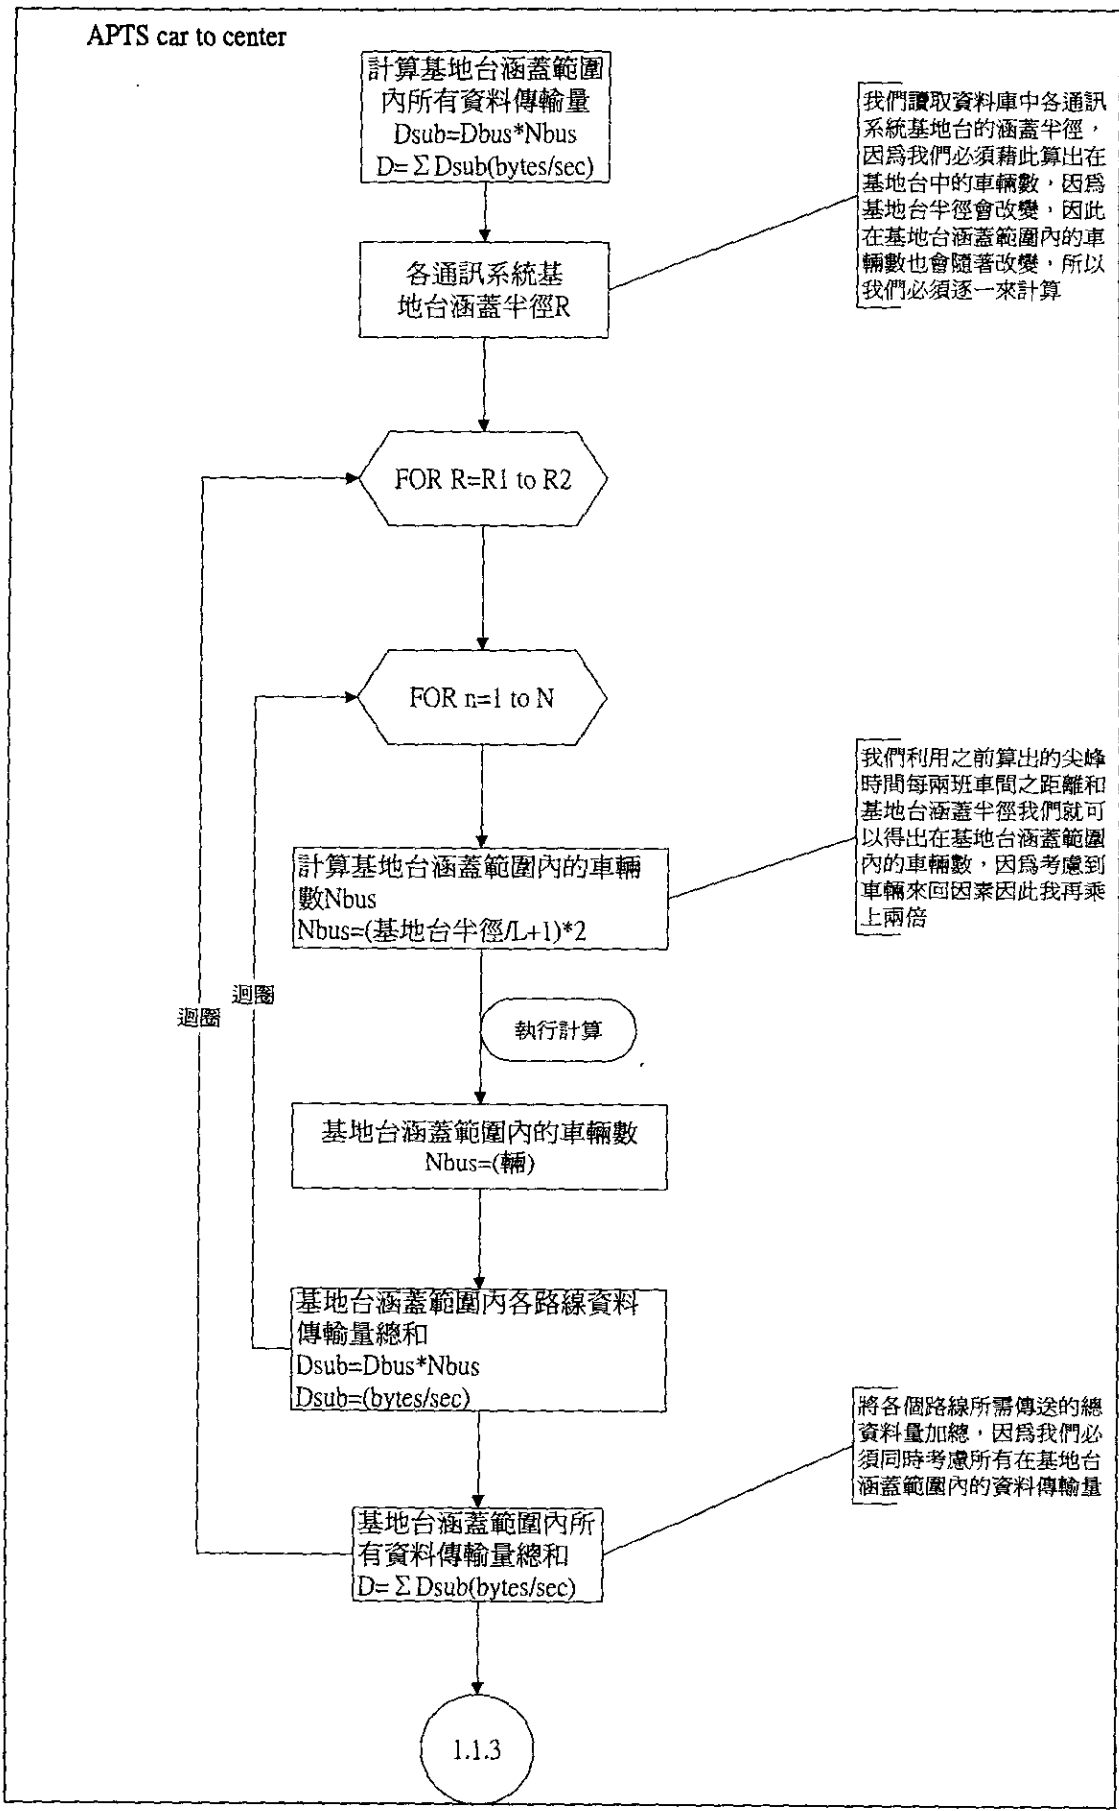 APTS car to center
計算基地台涵蓋範圍
內所有資料傳輸量
Dsub=Dbus*Nbus
D=ΣDsub(bytes/sec)
我們讀取資料庫中各通訊
系統基地台的涵蓋半徑，
因為我們必須藉此算出在
基地台中的車輛數，因為
基地台半徑會改變，因此
在基地台涵蓋範圍內的車
輛數也會隨著改變，所以
我們必須逐一來計算
各通訊系統基
地台涵蓋半徑R
FOR R=R1 to R2
FOR n=1 to N
我們利用之前算出的尖峰
時間每兩班車間之距離和
基地台涵蓋半徑我們就可
以得出在基地台涵蓋範圍
內的車輛數，因為考慮到
車輛來回因素因此我再乘
上兩倍
計算基地台涵蓋範圍內的車輛
數Nbus
Nbus=(基地台半徑/L+1)*2
迴圈
迴圈
執行計算
基地台涵蓋範圍內的車輛數
Nbus=(輛)
基地台涵蓋範圍內各路線資料
傳輸量總和
Dsub=Dbus*Nbus
Dsub=(bytes/sec)
將各個路線所需傳送的總
資料量加總，因為我們必
須同時考慮所有在基地台
涵蓋範圍內的資料傳輸量
基地台涵蓋範圍內所
有資料傳輸量總和
D=ΣDsub(bytes/sec)
1.1.3